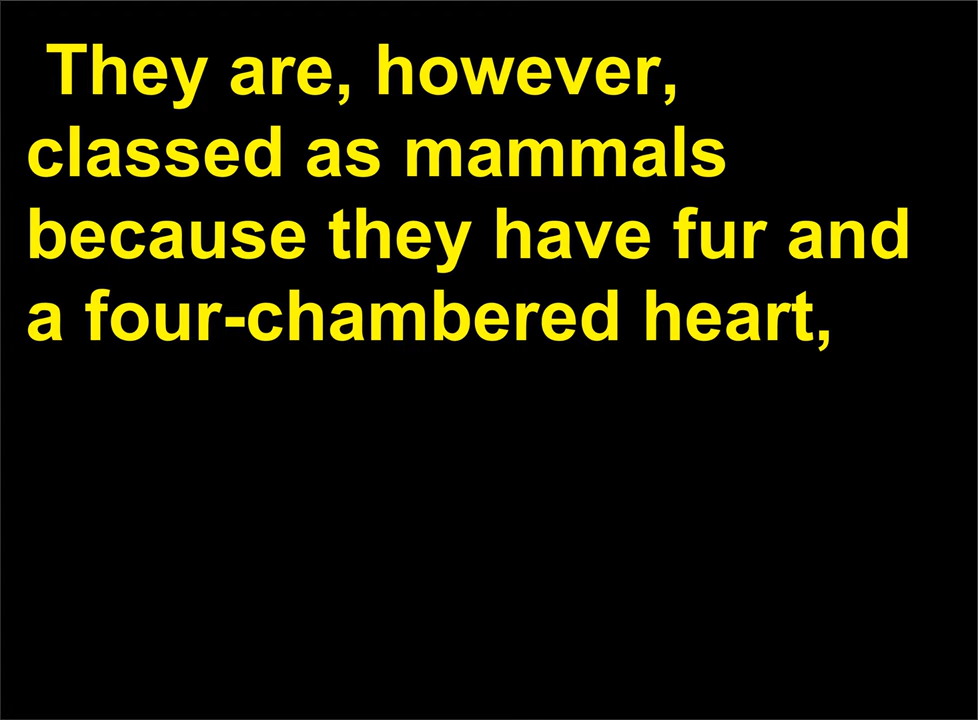 They are, however,
classed as mammals
because they have fur and
a four-chambered heart,